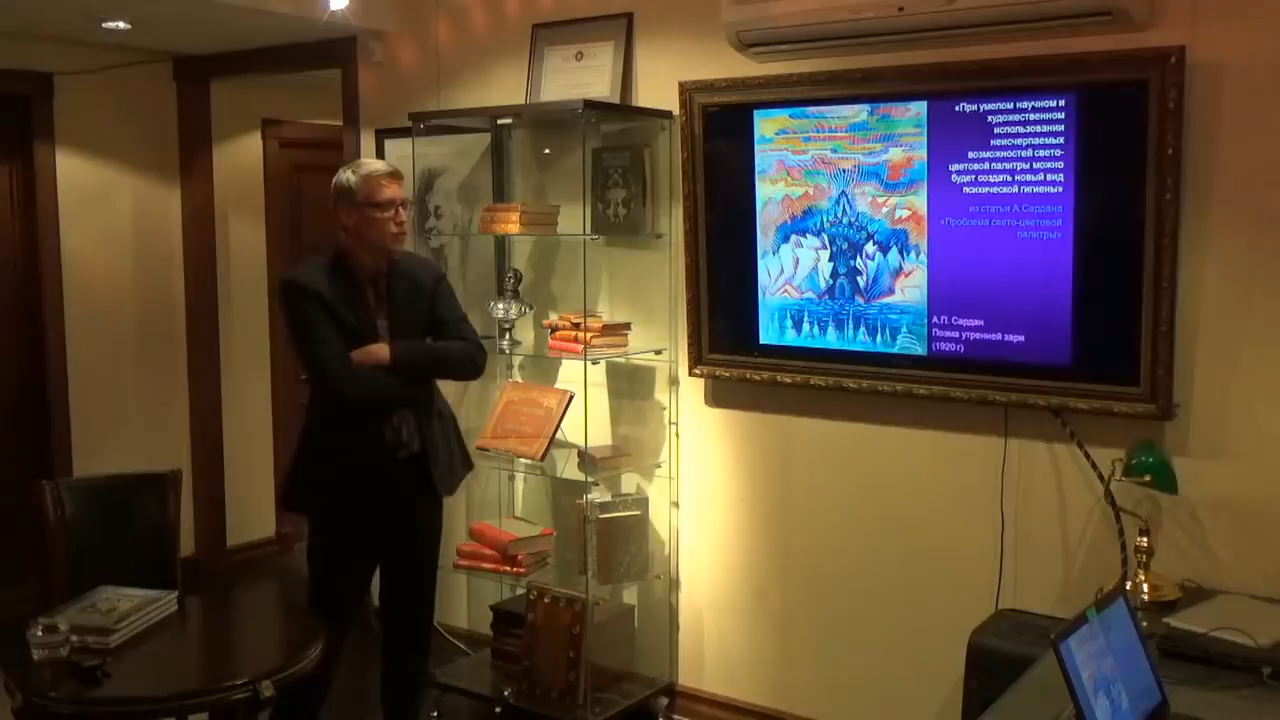 «При умелом научном и
художественном
использовании
неисчерпаемых
возможностей свето-
цветовой палитры можно
будет создать новый вид
психической гигиены»
из статьи А.Сардана
«Проблема свето-цветовой
палитры»
А.П. Сардан
Поэма утренней зари
(1920 г)